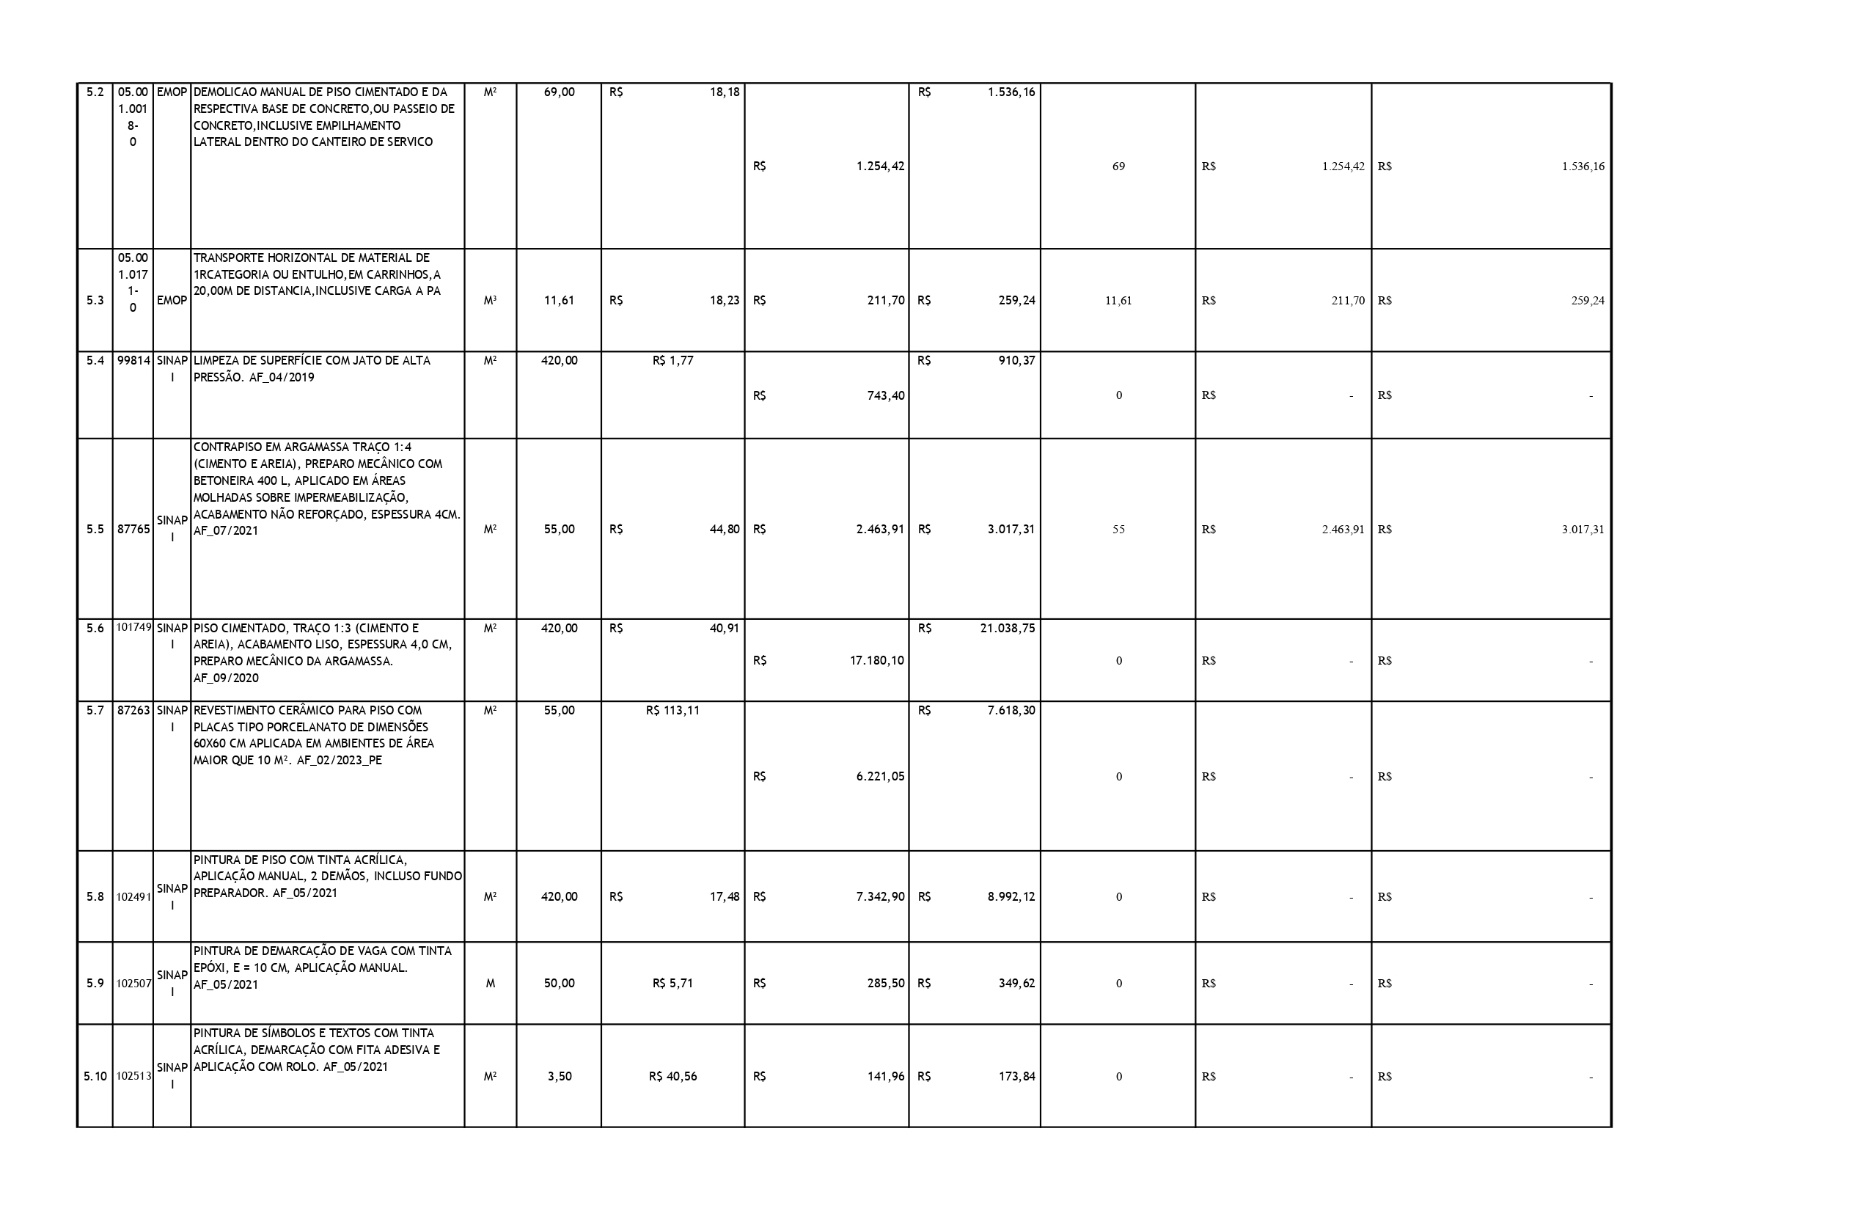 5.2 05.00 EMOP DEMOLICAO MANUAL DE PISO CIMENTADO E DA M² 69,00 R$ 18,18 R$ 1.536,16
1.001 RESPECTIVA BASE DE CONCRETO,OU PASSEIO DE
8- CONCRETO,INCLUSIVE EMPILHAMENTO
0 LATERAL DENTRO DO CANTEIRO DE SERVICO
R$ 1.254,42 69 R$ 1.254,42 R$ 1.536,16
05.00 TRANSPORTE HORIZONTAL DE MATERIAL DE
1.017 1RCATEGORIA OU ENTULHO,EM CARRINHOS,A
1- 20,00M DE DISTANCIA,INCLUSIVE CARGA A PA
5.3 EMOP M³ 11,61 R$ 18,23 R$ 211,70 R$ 259,24 11,61 R$ 211,70 R$ 259,24
0
5.4 99814 SINAP LIMPEZA DE SUPERFÍCIE COM JATO DE ALTA M² 420,00 R$ 1,77 R$ 910,37
I PRESSÃO. AF_04/2019
R$ 743,40 0 R$ - R$ -
CONTRAPISO EM ARGAMASSA TRAÇO 1:4
(CIMENTO E AREIA), PREPARO MECÂNICO COM
BETONEIRA 400 L, APLICADO EM ÁREAS
MOLHADAS SOBRE IMPERMEABILIZAÇÃO,
SINAP ACABAMENTO NÃO REFORÇADO, ESPESSURA 4CM.
5.5 87765 I AF_07/2021 M² 55,00 R$ 44,80 R$ 2.463,91 R$ 3.017,31 55 R$ 2.463,91 R$ 3.017,31
5.6 101749 SINAP PISO CIMENTADO, TRAÇO 1:3 (CIMENTO E M² 420,00 R$ 40,91 R$ 21.038,75
I AREIA), ACABAMENTO LISO, ESPESSURA 4,0 CM,
PREPARO MECÂNICO DA ARGAMASSA. R$ 17.180,10 0 R$ - R$ -
AF_09/2020
5.7 87263 SINAP REVESTIMENTO CERÂMICO PARA PISO COM M² 55,00 R$ 113,11 R$ 7.618,30
I PLACAS TIPO PORCELANATO DE DIMENSÕES
60X60 CM APLICADA EM AMBIENTES DE ÁREA
MAIOR QUE 10 M². AF_02/2023_PE
R$ 6.221,05 0 R$ - R$ -
PINTURA DE PISO COM TINTA ACRÍLICA,
APLICAÇÃO MANUAL, 2 DEMÃOS, INCLUSO FUNDO
SINAP PREPARADOR. AF_05/2021
5.8 102491 I M² 420,00 R$ 17,48 R$ 7.342,90 R$ 8.992,12 0 R$ - R$ -
PINTURA DE DEMARCAÇÃO DE VAGA COM TINTA
EPÓXI, E = 10 CM, APLICAÇÃO MANUAL.
SINAP AF_05/2021
5.9 102507 I M 50,00 R$ 5,71 R$ 285,50 R$ 349,62 0 R$ - R$ -
PINTURA DE SÍMBOLOS E TEXTOS COM TINTA
ACRÍLICA, DEMARCAÇÃO COM FITA ADESIVA E
SINAP APLICAÇÃO COM ROLO. AF_05/2021
5.10 102513 I M² 3,50 R$ 40,56 R$ 141,96 R$ 173,84 0 R$ - R$ -